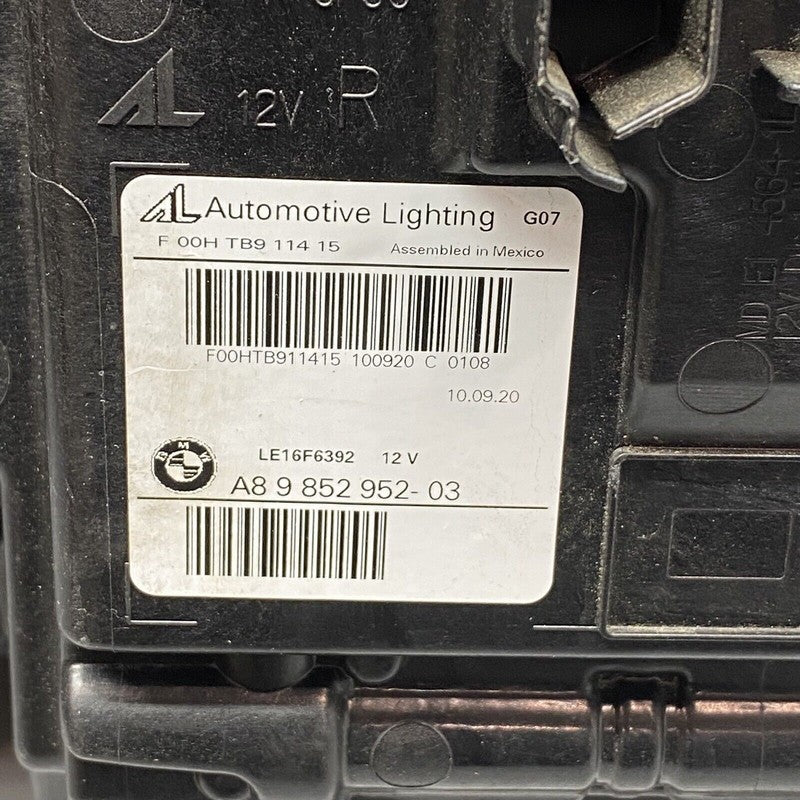 AL
12V R
AL Automotive Lighting G07
F 00H TB9 114 15 Assembled in Mexico
F00HTB911415 100920 C 0108
10.09.20
BMW
LE16F6392 12 V
A8 9 852 952- 03